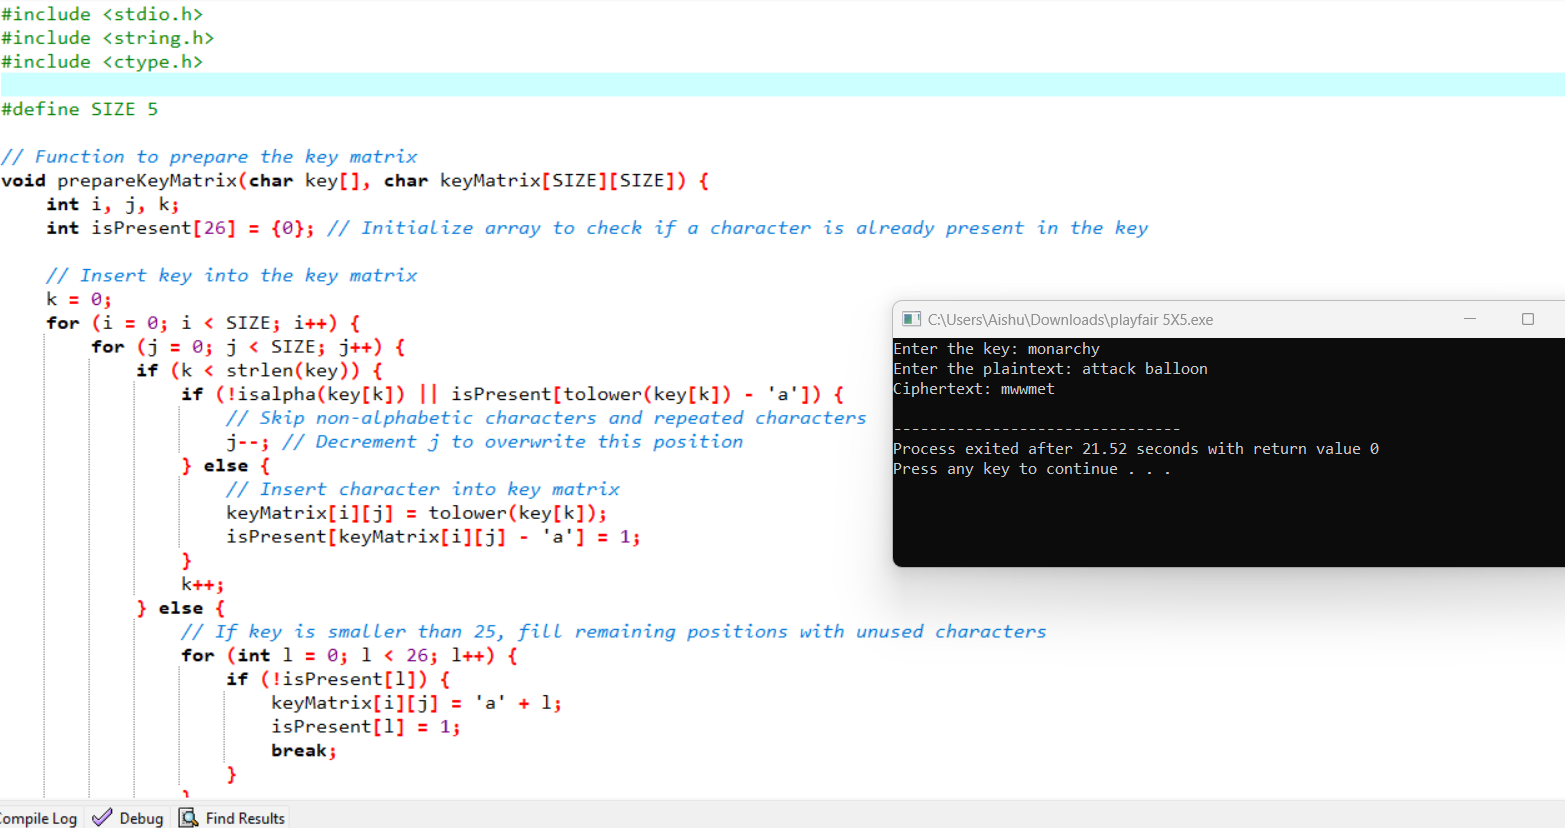 #include <stdio.h>
#include <string.h>
#include <ctype.h>
#define SIZE 5
// Function to prepare the key matrix
void prepareKeyMatrix(char key[], char keyMatrix[SIZE][SIZE]) {
int i, j, k;
int isPresent[26] = {0}; // Initialize array to check if a character is already present in the key
// Insert key into the key matrix
k = 0;
for (i = 0; i < SIZE; i++) {
for (j = 0; j < SIZE; j++) {
if (k < strlen(key)) {
if (!isalpha(key[k]) || isPresent[tolower(key[k]) - 'a']) {
// Skip non-alphabetic characters and repeated characters
j--; // Decrement j to overwrite this position
} else {
// Insert character into key matrix
keyMatrix[i][j] = tolower(key[k]);
isPresent[keyMatrix[i][j] - 'a'] = 1;
}
k++;
} else {
// If key is smaller than 25, fill remaining positions with unused characters
for (int l = 0; l < 26; l++) {
if (!isPresent[l]) {
keyMatrix[i][j] = 'a' + l;
isPresent[l] = 1;
break;
}
}
C:\Users\Aishu\Downloads\playfair 5X5.exe
Enter the key: monarchy
Enter the plaintext: attack balloon
Ciphertext: mwwmet
--------------------------------
Process exited after 21.52 seconds with return value 0
Press any key to continue . . .
Compile Log Debug Find Results